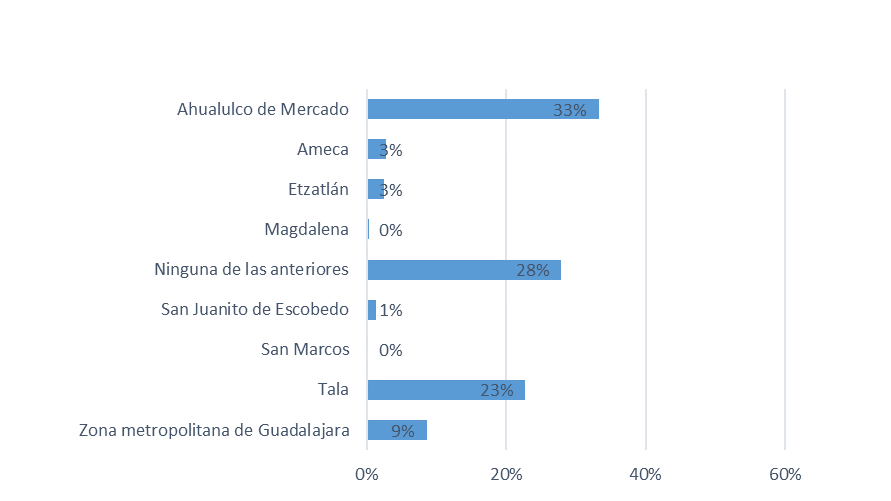 Ahualulco de Mercado 33%
Ameca 3%
Etzatlán 3%
Magdalena 0%
Ninguna de las anteriores 28%
San Juanito de Escobedo 1%
San Marcos 0%
Tala 23%
Zona metropolitana de Guadalajara 9%
0% 20% 40% 60%